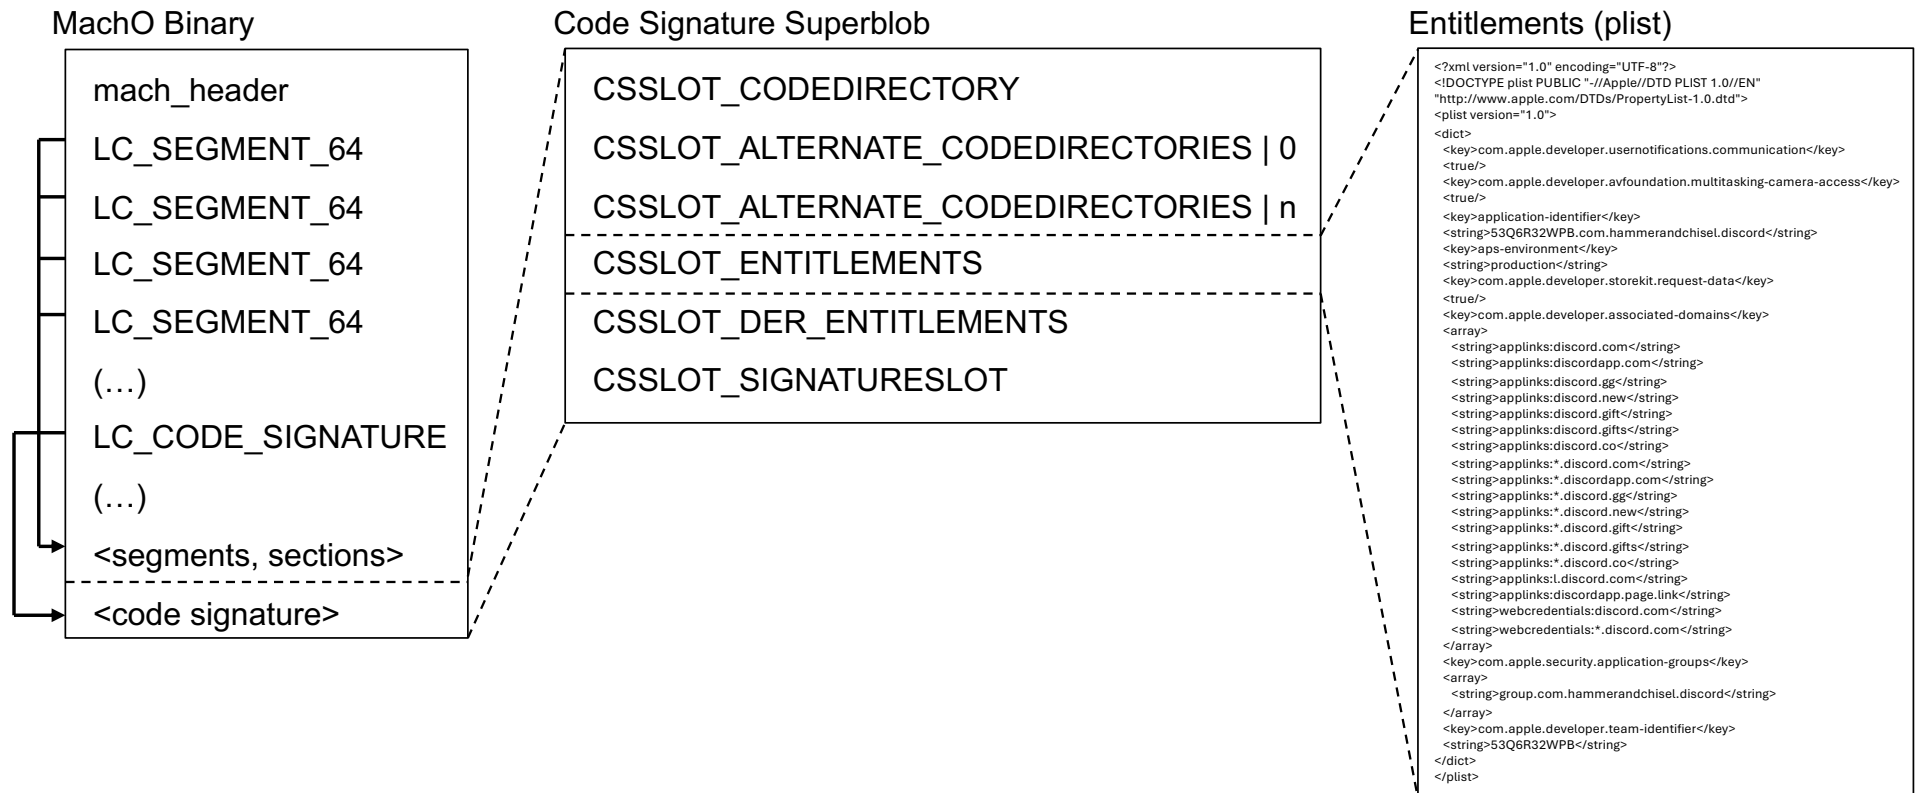 MachO Binary
mach_header
LC_SEGMENT_64
LC_SEGMENT_64
LC_SEGMENT_64
LC_SEGMENT_64
(…)
LC_CODE_SIGNATURE
(…)
<segments, sections>
<code signature>
Code Signature Superblob
CSSLOT_CODEDIRECTORY
CSSLOT_ALTERNATE_CODEDIRECTORIES | 0
CSSLOT_ALTERNATE_CODEDIRECTORIES | n
CSSLOT_ENTITLEMENTS
CSSLOT_DER_ENTITLEMENTS
CSSLOT_SIGNATURESLOT
Entitlements (plist)
<?xml version="1.0" encoding="UTF-8"?>
<!DOCTYPE plist PUBLIC "-//Apple//DTD PLIST 1.0//EN"
"http://www.apple.com/DTDs/PropertyList-1.0.dtd">
<plist version="1.0">
<dict>
<key>com.apple.developer.usernotifications.communication</key>
<true/>
<key>com.apple.developer.avfoundation.multitasking-camera-access</key>
<true/>
<key>application-identifier</key>
<string>53Q6R32WPB.com.hammerandchisel.discord</string>
<key>aps-environment</key>
<string>production</string>
<key>com.apple.developer.storekit.request-data</key>
<true/>
<key>com.apple.developer.associated-domains</key>
<array>
<string>applinks:discord.com</string>
<string>applinks:discordapp.com</string>
<string>applinks:discord.gg</string>
<string>applinks:discord.new</string>
<string>applinks:discord.gift</string>
<string>applinks:discord.gifts</string>
<string>applinks:discord.co</string>
<string>applinks:*.discord.com</string>
<string>applinks:*.discordapp.com</string>
<string>applinks:*.discord.gg</string>
<string>applinks:*.discord.new</string>
<string>applinks:*.discord.gift</string>
<string>applinks:*.discord.gifts</string>
<string>applinks:*.discord.co</string>
<string>applinks:l.discord.com</string>
<string>applinks:discordapp.page.link</string>
<string>webcredentials:discord.com</string>
<string>webcredentials:*.discord.com</string>
</array>
<key>com.apple.security.application-groups</key>
<array>
<string>group.com.hammerandchisel.discord</string>
</array>
<key>com.apple.developer.team-identifier</key>
<string>53Q6R32WPB</string>
</dict>
</plist>